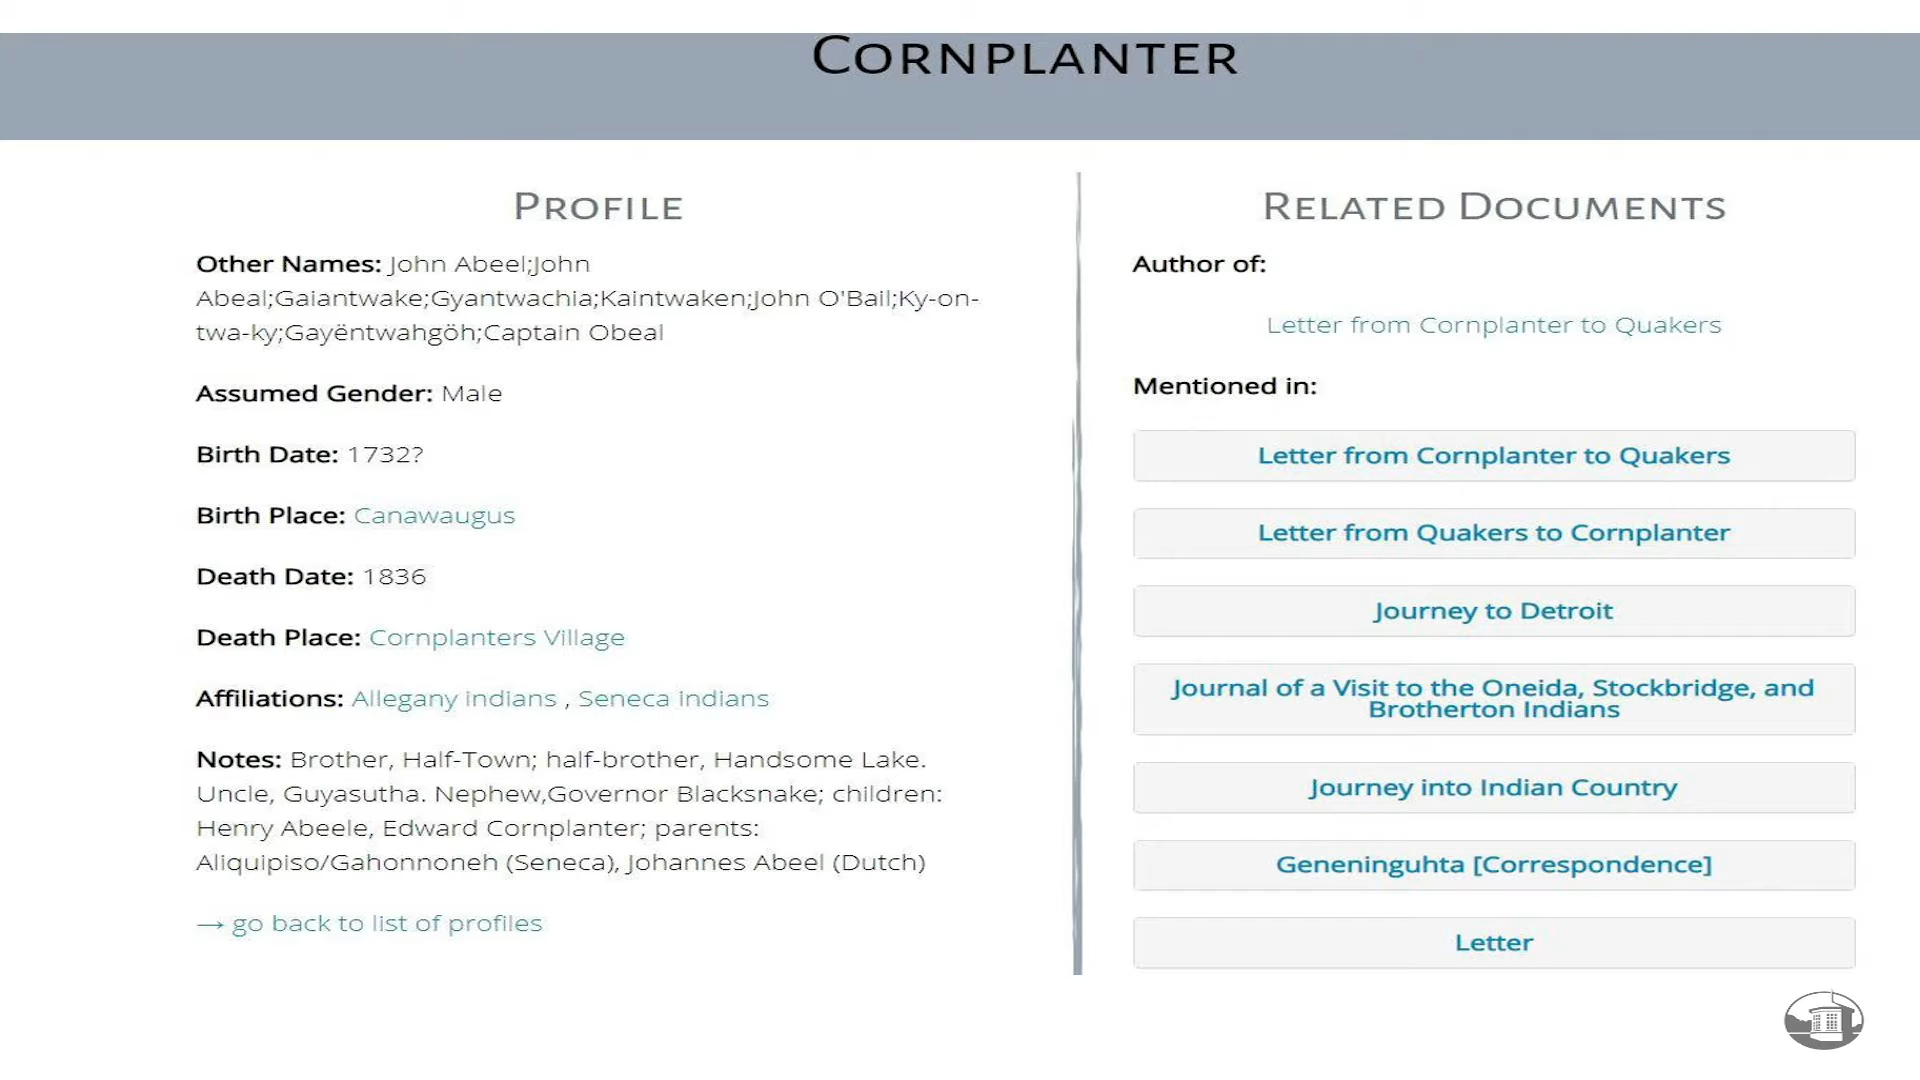 CORNPLANTER
PROFILE
Other Names: John Abeel;John
Abeal;Gaiantwake;Gyantwachia;Kaintwaken;John O'Bail;Ky-on-
twa-ky;Gayëntwahgöh;Captain Obeal
Assumed Gender: Male
Birth Date: 1732?
Birth Place: Canawaugus
Death Date: 1836
Death Place: Cornplanters Village
Affiliations: Allegany indians , Seneca indians
Notes: Brother, Half-Town; half-brother, Handsome Lake.
Uncle, Guyasutha. Nephew,Governor Blacksnake; children:
Henry Abeele, Edward Cornplanter; parents:
Aliquipiso/Gahonnoneh (Seneca), Johannes Abeel (Dutch)
→ go back to list of profiles
RELATED DOCUMENTS
Author of:
Letter from Cornplanter to Quakers
Mentioned in:
Letter from Cornplanter to Quakers
Letter from Quakers to Cornplanter
Journey to Detroit
Journal of a Visit to the Oneida, Stockbridge, and
Brotherton Indians
Journey into Indian Country
Geneninguhta [Correspondence]
Letter